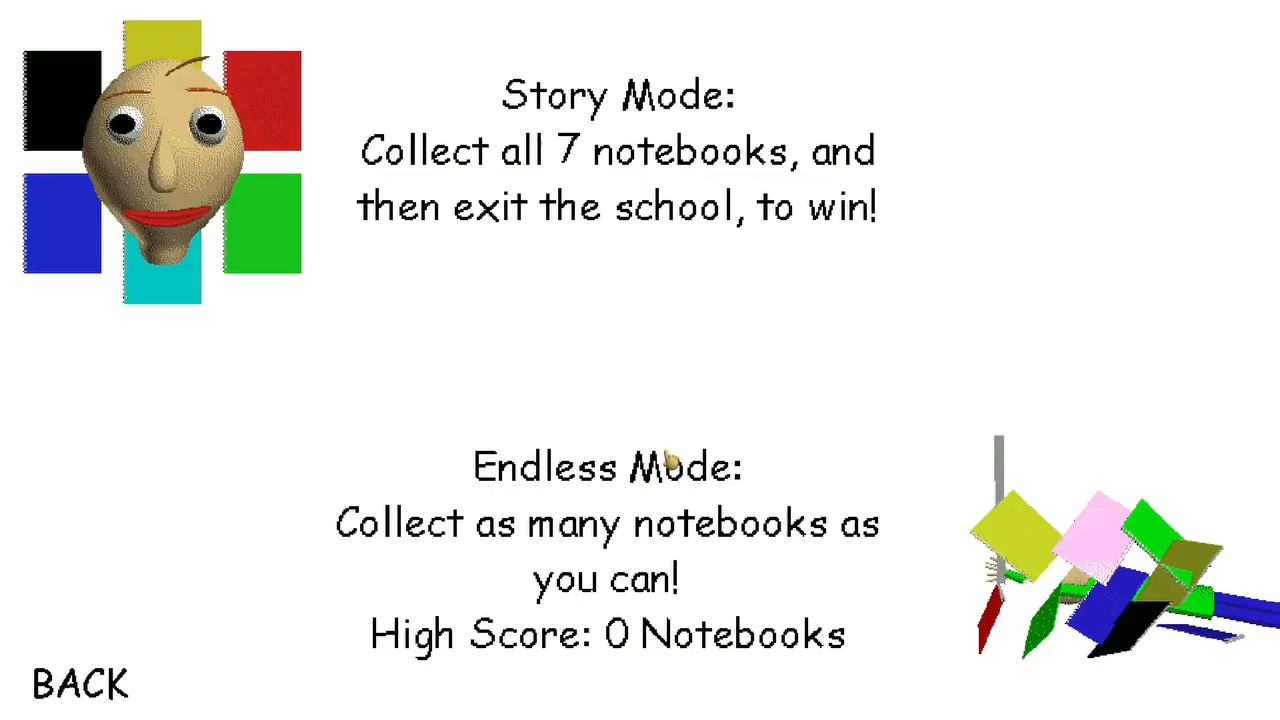 Story Mode:
Collect all 7 notebooks, and
then exit the school, to win!
Endless Mode:
Collect as many notebooks as
you can!
High Score: 0 Notebooks
BACK